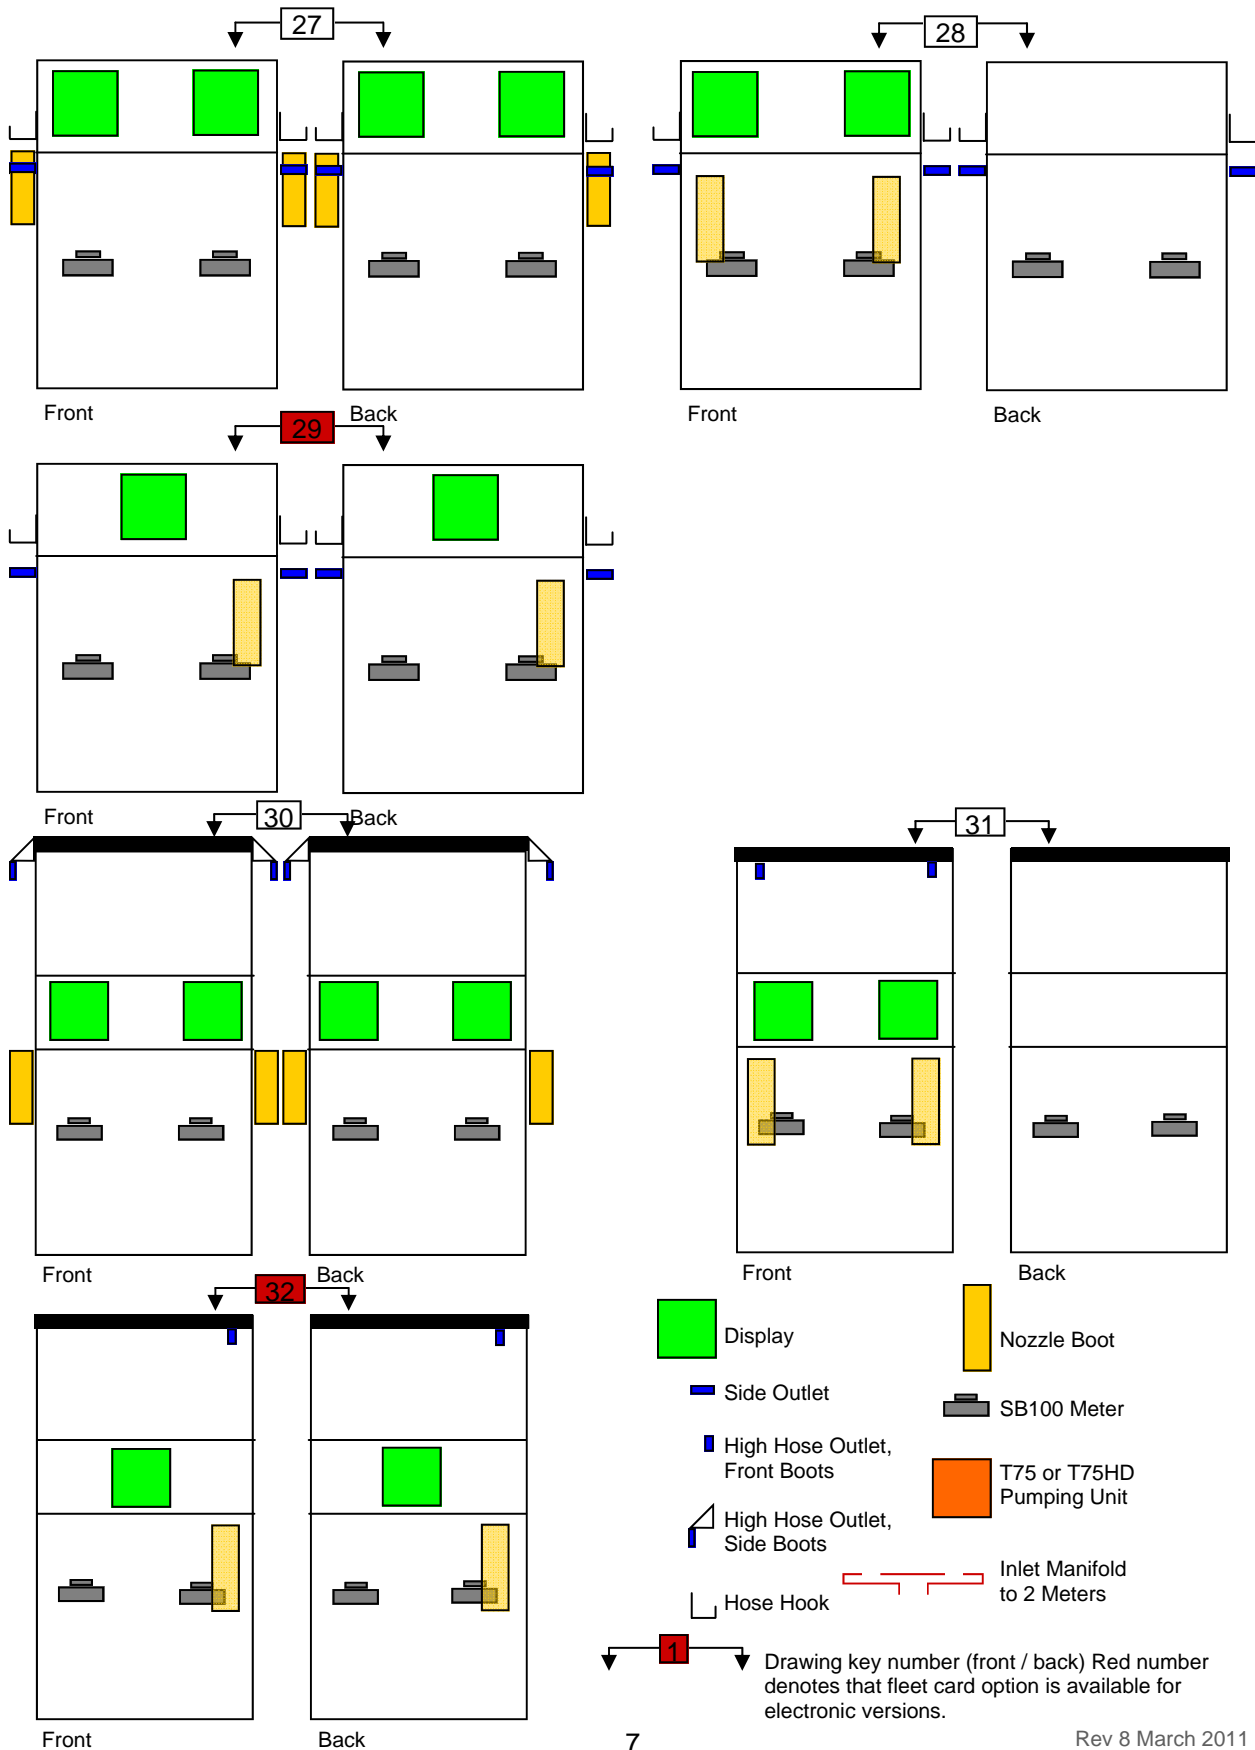 27
28
Front
Back
Front
Back
29
Front
Back
30
31
Front
Back
Front
Back
32
Display
Nozzle Boot
Side Outlet
SB100 Meter
High Hose Outlet,
Front Boots
T75 or T75HD
Pumping Unit
High Hose Outlet,
Side Boots
Inlet Manifold
to 2 Meters
Hose Hook
1
Drawing key number (front / back) Red number
denotes that fleet card option is available for
electronic versions.
Front
Back
7
Rev 8 March 2011